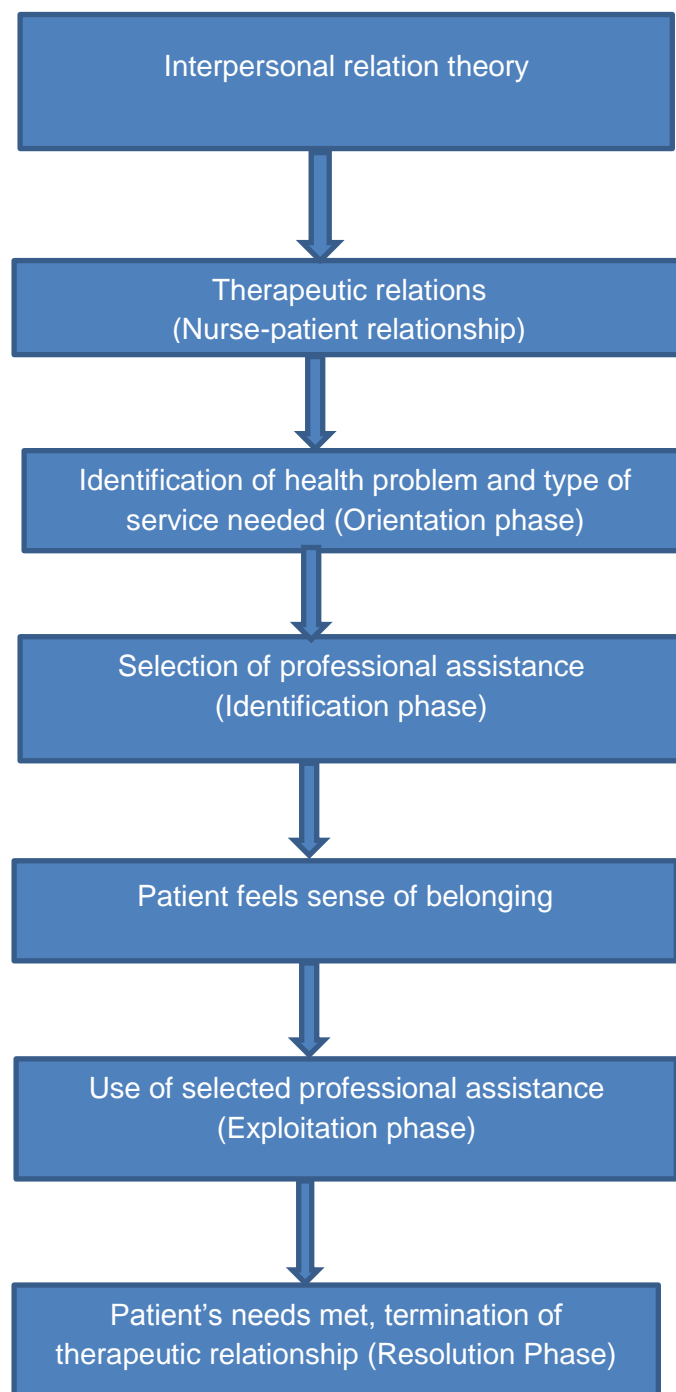 Interpersonal relation theory
Therapeutic relations
(Nurse-patient relationship)
Identification of health problem and type of
service needed (Orientation phase)
Selection of professional assistance
(Identification phase)
Patient feels sense of belonging
Use of selected professional assistance
(Exploitation phase)
Patient’s needs met, termination of
therapeutic relationship (Resolution Phase)